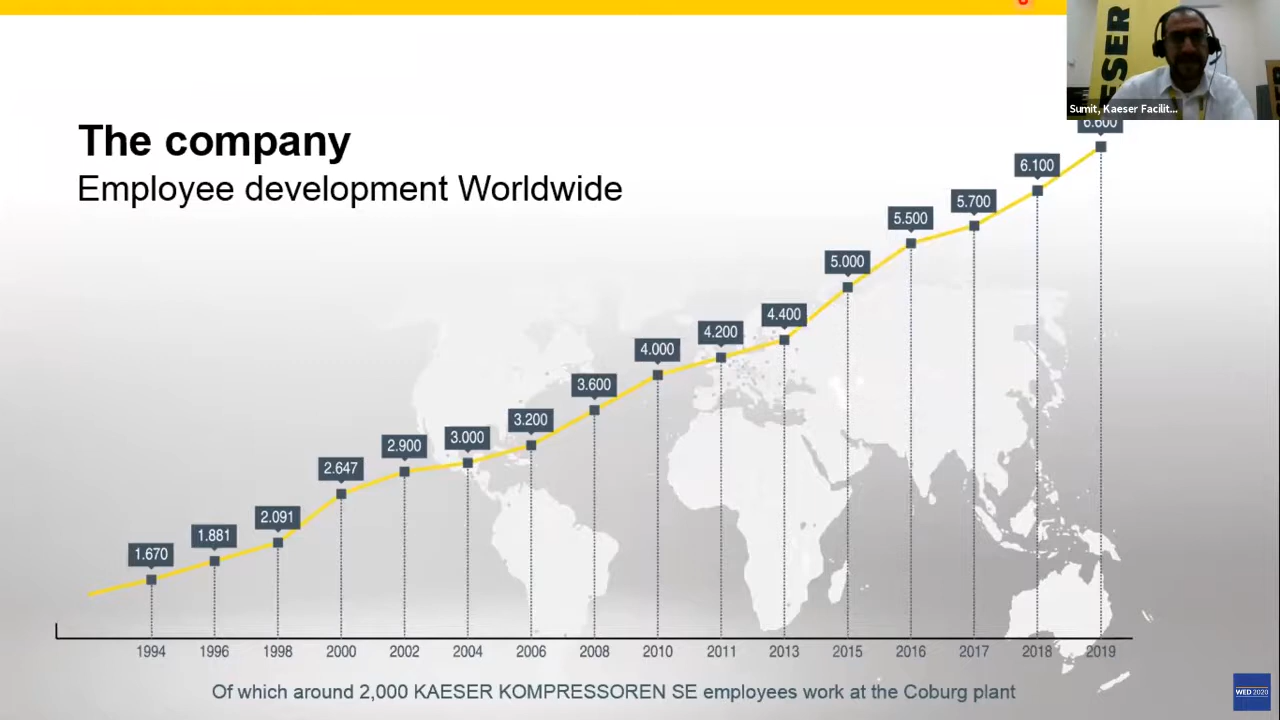 ESER
Sumit, Kaeser Facilit...
The company
Employee development Worldwide
6.600
6.100
5.700
5.500
5.000
4.400
4.200
4.000
3.600
3.200
3.000
2.900
2.647
2.091
1.881
1.670
1994 1996 1998 2000 2002 2004 2006 2008 2010 2011 2013 2015 2016 2017 2018 2019
Of which around 2,000 KAESER KOMPRESSOREN SE employees work at the Coburg plant
WED 2020